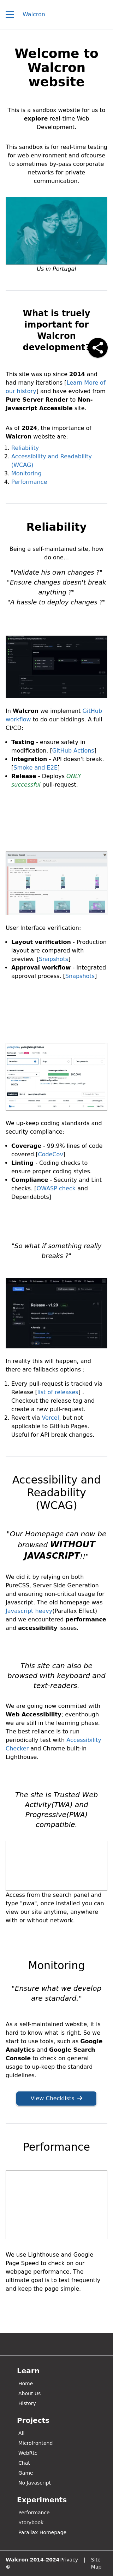 Walcron
Welcome to
Walcron
website
This is a sandbox website for us to
explore real-time Web
Development.
This sandbox is for real-time testing
for web environment and ofcourse
to sometimes by-pass corporate
networks for private
communication.
Us in Portugal
What is truely
important for
Walcron
development?
This site was up since 2014 and
had many iterations [Learn More of
our history] and have evolved from
Pure Server Render to Non-
Javascript Accessible site.
As of 2024, the importance of
Walcron website are:
1. Reliability
2. Accessibility and Readability
(WCAG)
3. Monitoring
4. Performance
Reliability
Being a self-maintained site, how
do one...
"Validate his own changes ?"
"Ensure changes doesn't break
anything ?"
"A hassle to deploy changes ?"
In Walcron we implement GitHub
workflow to do our biddings. A full
CI/CD:
• Testing - ensure safety in
modification. [GitHub Actions]
• Integration - API doesn't break.
[Smoke and E2E]
• Release - Deploys ONLY
successful pull-request.
User Interface verification:
• Layout verification - Production
layout are compared with
preview. [Snapshots]
• Approval workflow - Integrated
approval process. [Snapshots]
We up-keep coding standards and
security compliance:
• Coverage - 99.9% lines of code
covered.[CodeCov]
• Linting - Coding checks to
ensure proper coding styles.
• Compliance - Security and Lint
checks. [OWASP check and
Dependabots]
"So what if something really
breaks ?"
Release - v1.20
In reality this will happen, and
there are fallbacks options :
1. Every pull-request is tracked via
Release [list of releases] .
Checkout the release tag and
create a new pull-request.
2. Revert via Vercel, but not
applicable to GitHub Pages.
Useful for API break changes.
Accessibility and
Readability
(WCAG)
"Our Homepage can now be
browsed WITHOUT
JAVASCRIPT!!"
We did it by relying on both
PureCSS, Server Side Generation
and ensuring non-critical usage for
Javascript. The old homepage was
Javascript heavy(Parallax Effect)
and we encountered performance
and accessibility issues.
This site can also be
browsed with keyboard and
text-readers.
We are going now commited with
Web Accessibility; eventhough
we are still in the learning phase.
The best reliance is to run
periodically test with Accessibility
Checker and Chrome built-in
Lighthouse.
The site is Trusted Web
Activity(TWA) and
Progressive(PWA)
compatible.
Access from the search panel and
type "pwa", once installed you can
view our site anytime, anywhere
with or without network.
Monitoring
"Ensure what we develop
are standard."
As a self-maintained website, it is
hard to know what is right. So we
start to use tools, such as Google
Analytics and Google Search
Console to check on general
usage to up-keep the standard
guidelines.
View Checklists →
Performance
We use Lighthouse and Google
Page Speed to check on our
webpage performance. The
ultimate goal is to test frequently
and keep the page simple.
Learn
Home
About Us
History
Projects
All
Microfrontend
WebRtc
Chat
Game
No Javascript
Experiments
Performance
Storybook
Parallax Homepage
Walcron 2014-2024 Privacy | Site
© Map